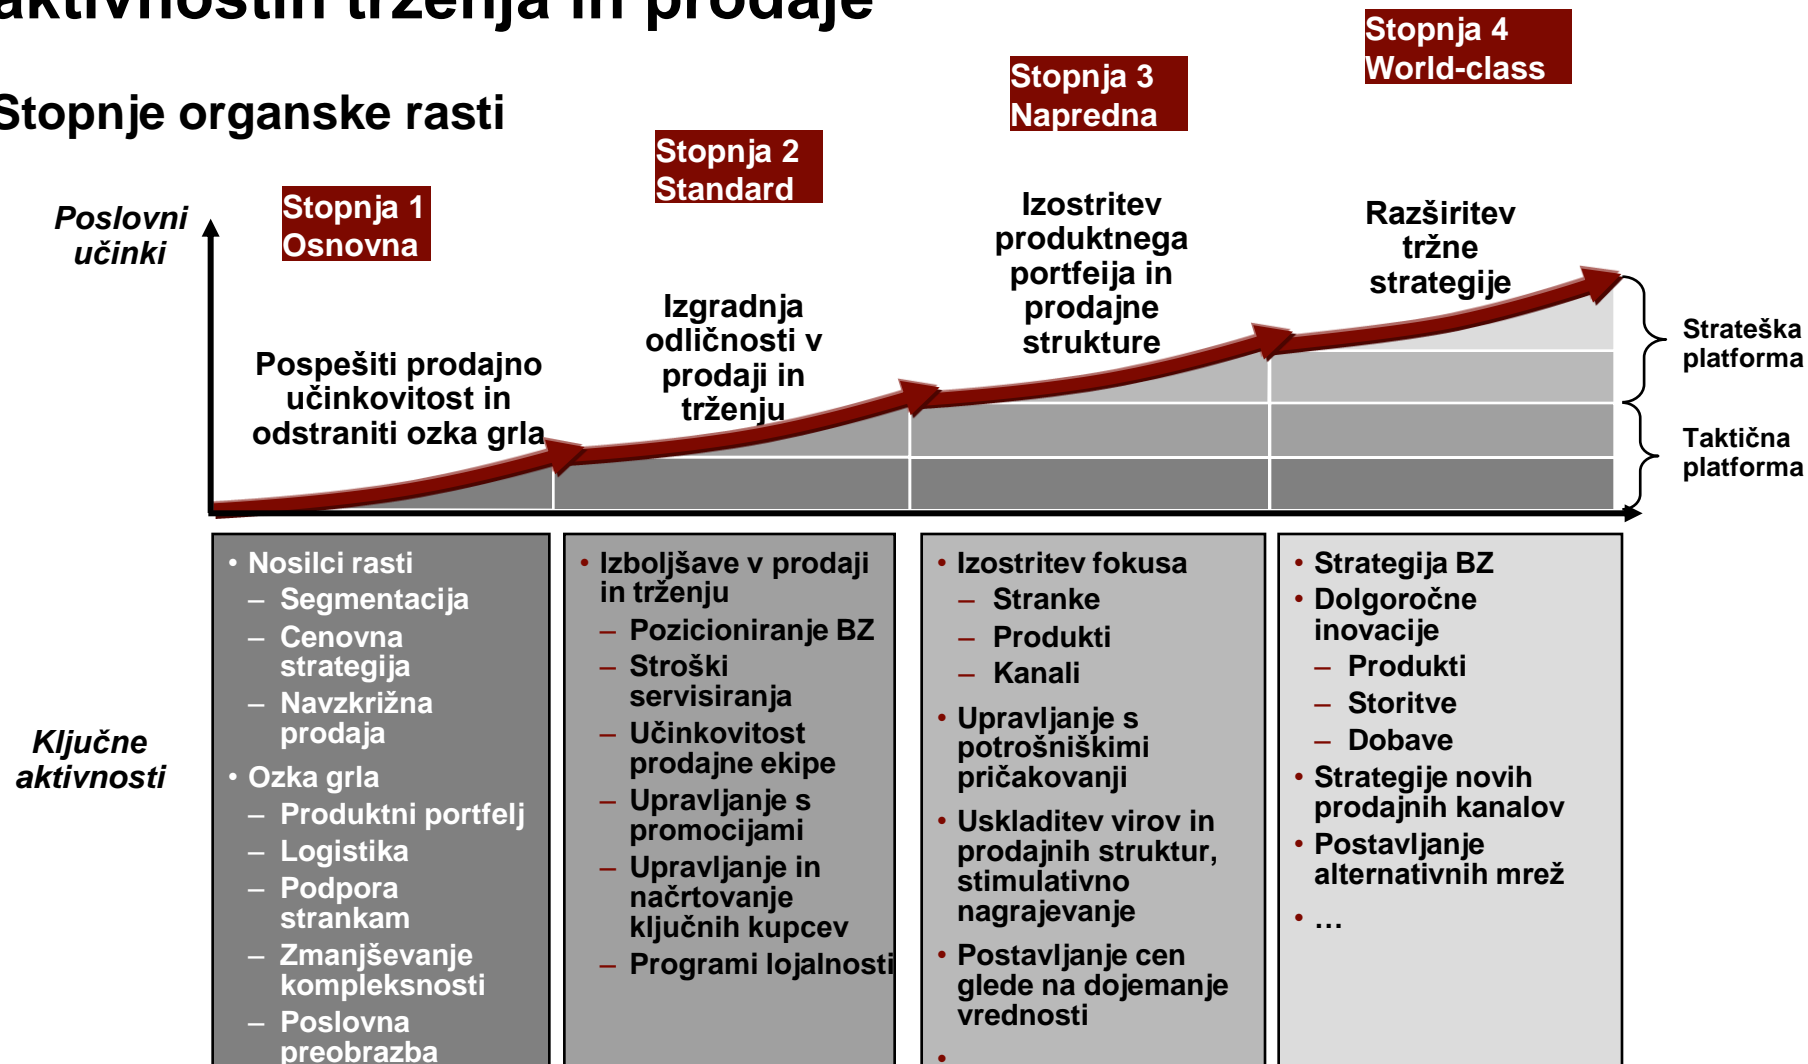 aktivnostih trženja in prodaje
Stopnje organske rasti
Stopnja 1
Osnovna
Stopnja 2
Standard
Stopnja 3
Napredna
Stopnja 4
World-class
Poslovni
učinki
Pospešiti prodajno
učinkovitost in
odstraniti ozka grla
Izgradnja
odličnosti v
prodaji in
trženju
Izostritev
produktnega
portfeija in
prodajne
strukture
Razširitev
tržne
strategije
Strateška
platforma
Taktična
platforma
Ključne
aktivnosti
• Nosilci rasti
– Segmentacija
– Cenovna
strategija
– Navzkrižna
prodaja
• Ozka grla
– Produktni portfelj
– Logistika
– Podpora
strankam
– Zmanjševanje
kompleksnosti
– Poslovna
preobrazba
• Izboljšave v prodaji
in trženju
– Pozicioniranje BZ
– Stroški
servisiranja
– Učinkovitost
prodajne ekipe
– Upravljanje s
promocijami
– Upravljanje in
načrtovanje
ključnih kupcev
– Programi lojalnosti
• Izostritev fokusa
– Stranke
– Produkti
– Kanali
• Upravljanje s
potrošniškimi
pričakovanji
• Uskladitev virov in
prodajnih struktur,
stimulativno
nagrajevanje
• Postavljanje cen
glede na dojemanje
vrednosti
•
• Strategija BZ
• Dolgoročne
inovacije
– Produkti
– Storitve
– Dobave
• Strategije novih
prodajnih kanalov
• Postavljanje
alternativnih mrež
• …